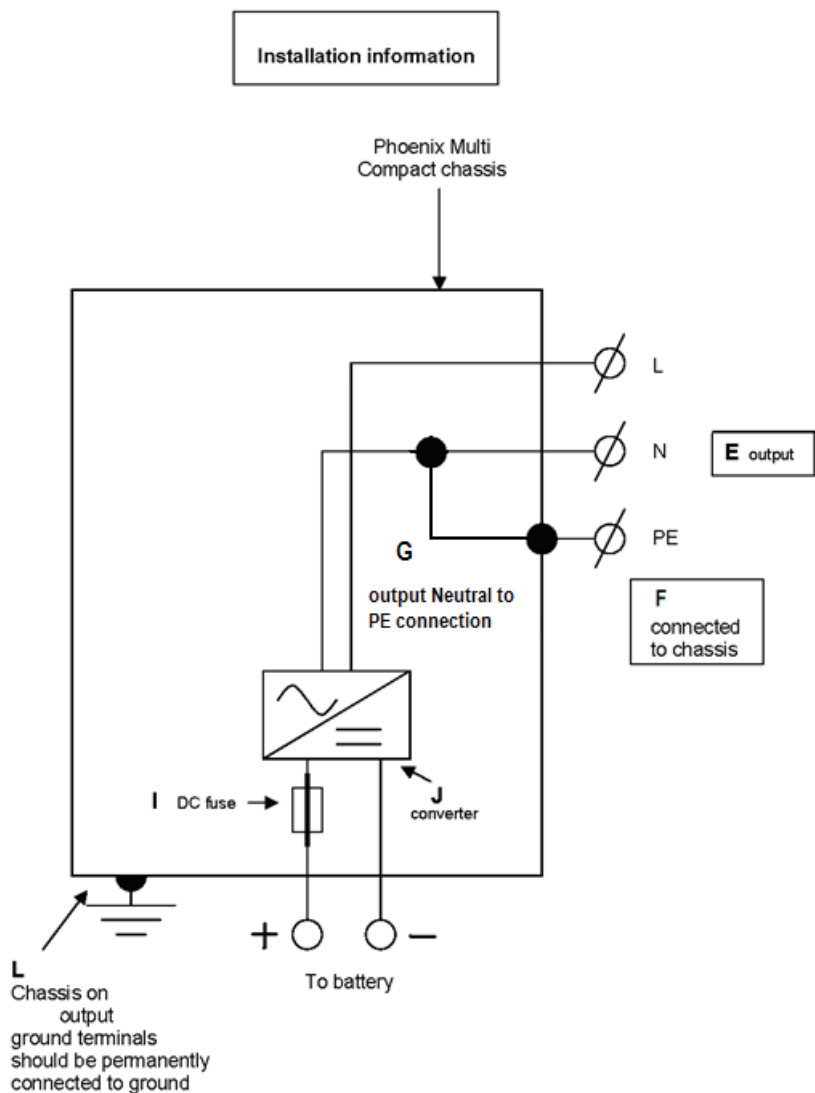 Installation information
Phoenix Multi
Compact chassis
L
N
E output
PE
G
output Neutral to
PE connection
F
connected
to chassis
I DC fuse
J
converter
+
−
To battery
L
Chassis on
output
ground terminals
should be permanently
connected to ground